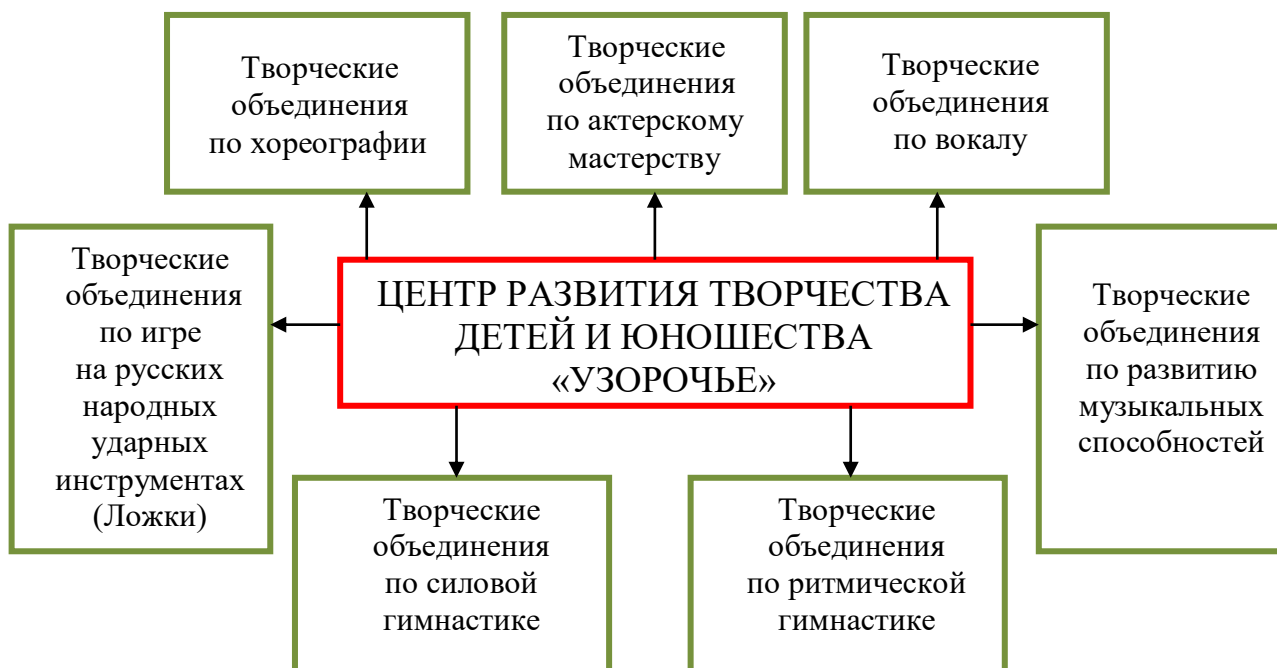 Творческие
объединения
по хореографии
Творческие
объединения
по актерскому
мастерству
Творческие
объединения
по вокалу
Творческие
объединения
по игре
на русских
народных
ударных
инструментах
(Ложки)
ЦЕНТР РАЗВИТИЯ ТВОРЧЕСТВА
ДЕТЕЙ И ЮНОШЕСТВА
«УЗОРОЧЬЕ»
Творческие
объединения
по развитию
музыкальных
способностей
Творческие
объединения
по силовой
гимнастике
Творческие
объединения
по ритмической
гимнастике